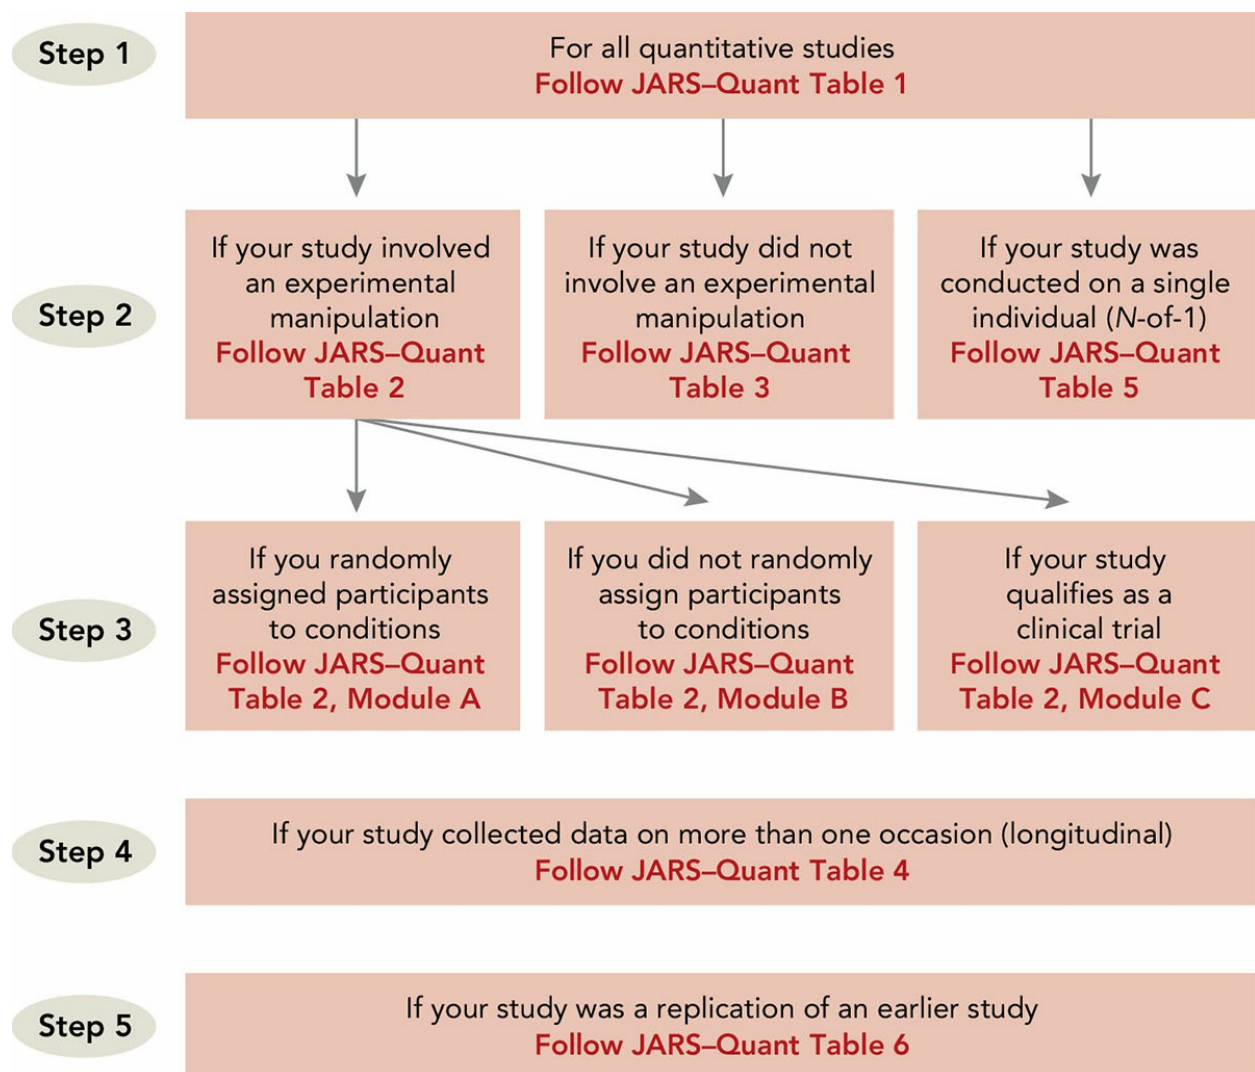 Step 1
For all quantitative studies
Follow JARS–Quant Table 1
Step 2
If your study involved
an experimental
manipulation
Follow JARS–Quant
Table 2
If your study did not
involve an experimental
manipulation
Follow JARS–Quant
Table 3
If your study was
conducted on a single
individual (N-of-1)
Follow JARS–Quant
Table 5
Step 3
If you randomly
assigned participants
to conditions
Follow JARS–Quant
Table 2, Module A
If you did not randomly
assign participants
to conditions
Follow JARS–Quant
Table 2, Module B
If your study
qualifies as a
clinical trial
Follow JARS–Quant
Table 2, Module C
Step 4
If your study collected data on more than one occasion (longitudinal)
Follow JARS–Quant Table 4
Step 5
If your study was a replication of an earlier study
Follow JARS–Quant Table 6